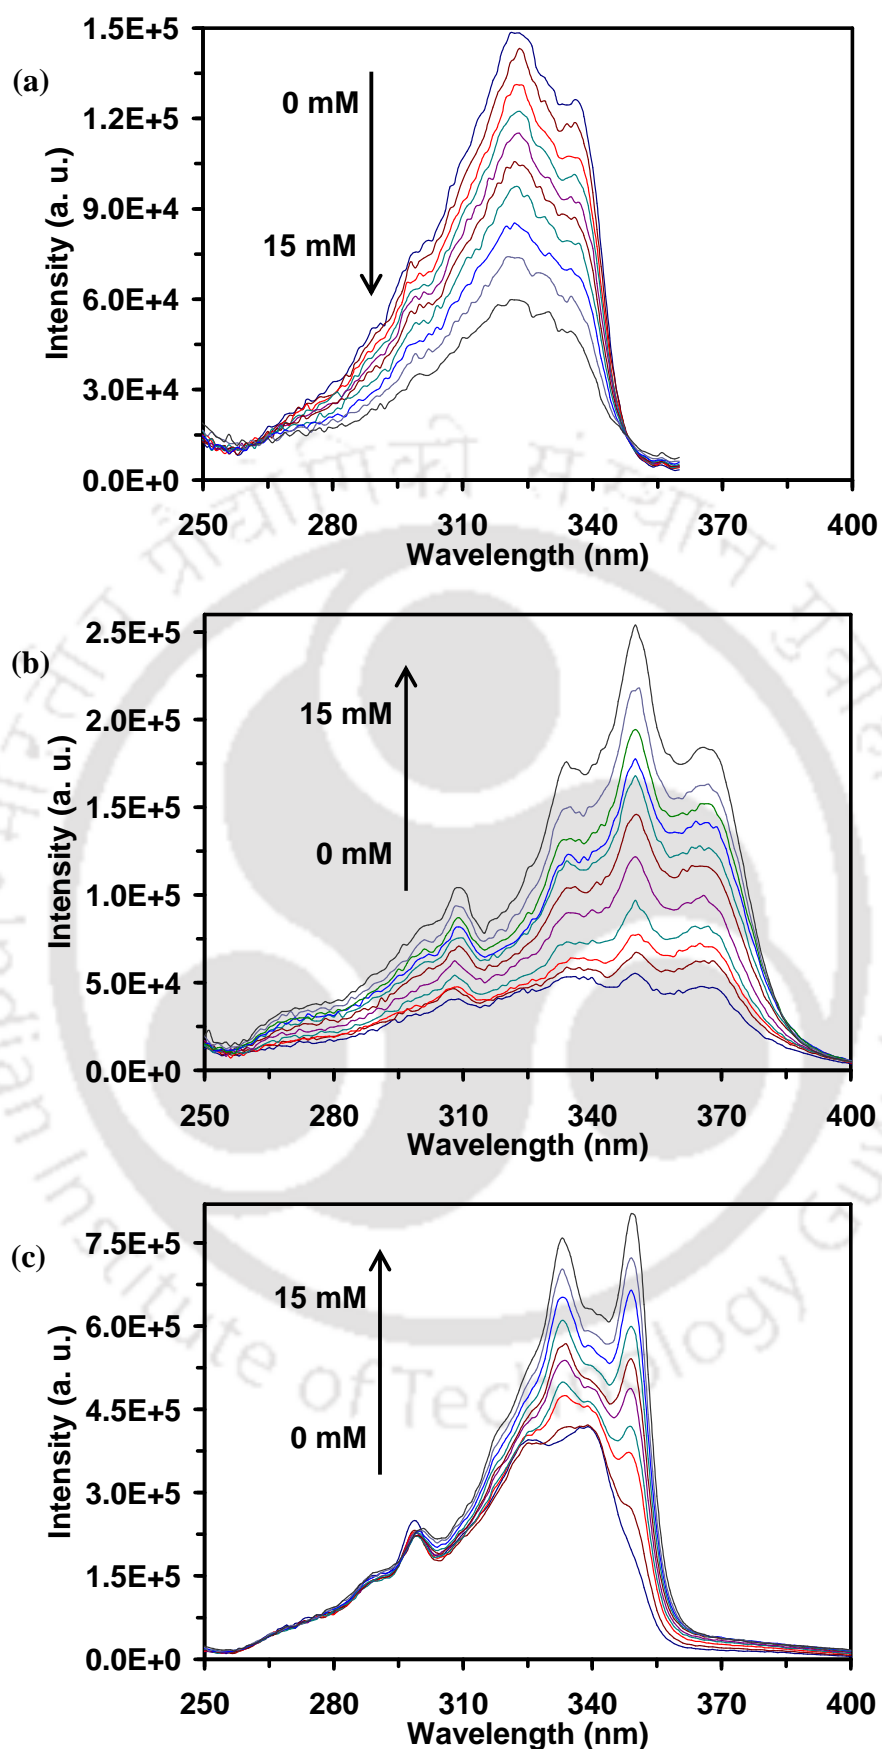 (a)
1.5E+5
1.2E+5
9.0E+4
6.0E+4
3.0E+4
0.0E+0
Intensity (a. u.)
0 mM
15 mM
250 280 310 340 370 400
Wavelength (nm)
(b)
2.5E+5
2.0E+5
1.5E+5
1.0E+5
5.0E+4
0.0E+0
Intensity (a. u.)
15 mM
0 mM
250 280 310 340 370 400
Wavelength (nm)
(c)
7.5E+5
6.0E+5
4.5E+5
3.0E+5
1.5E+5
0.0E+0
Intensity (a. u.)
15 mM
0 mM
250 280 310 340 370 400
Wavelength (nm)
Indian Institute of Technology